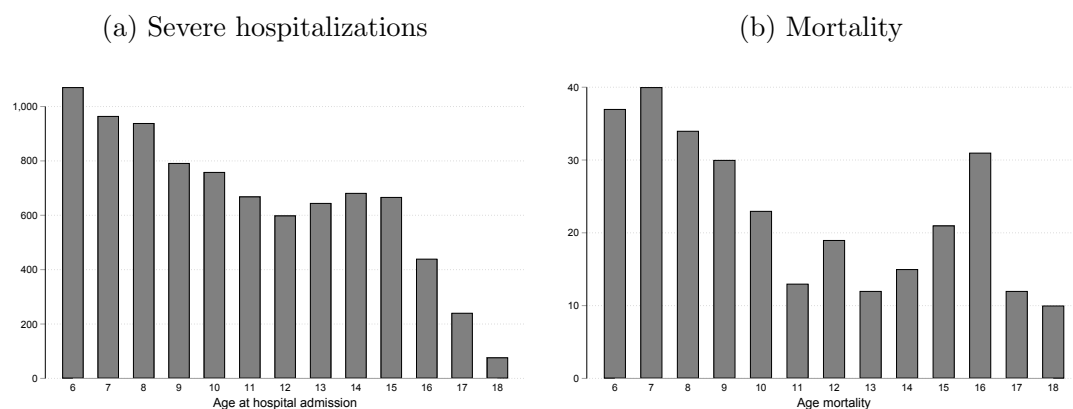 (a) Severe hospitalizations
1,000
800
600
400
200
0
6 7 8 9 10 11 12 13 14 15 16 17 18
Age at hospital admission
(b) Mortality
40
30
20
10
0
6 7 8 9 10 11 12 13 14 15 16 17 18
Age mortality